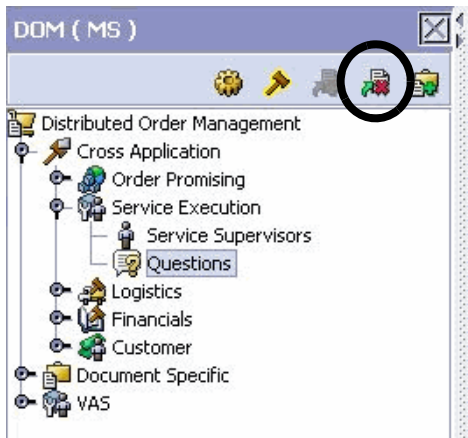 DOM ( MS )
Distributed Order Management
Cross Application
Order Promising
Service Execution
Service Supervisors
Questions
Logistics
Financials
Customer
Document Specific
VAS